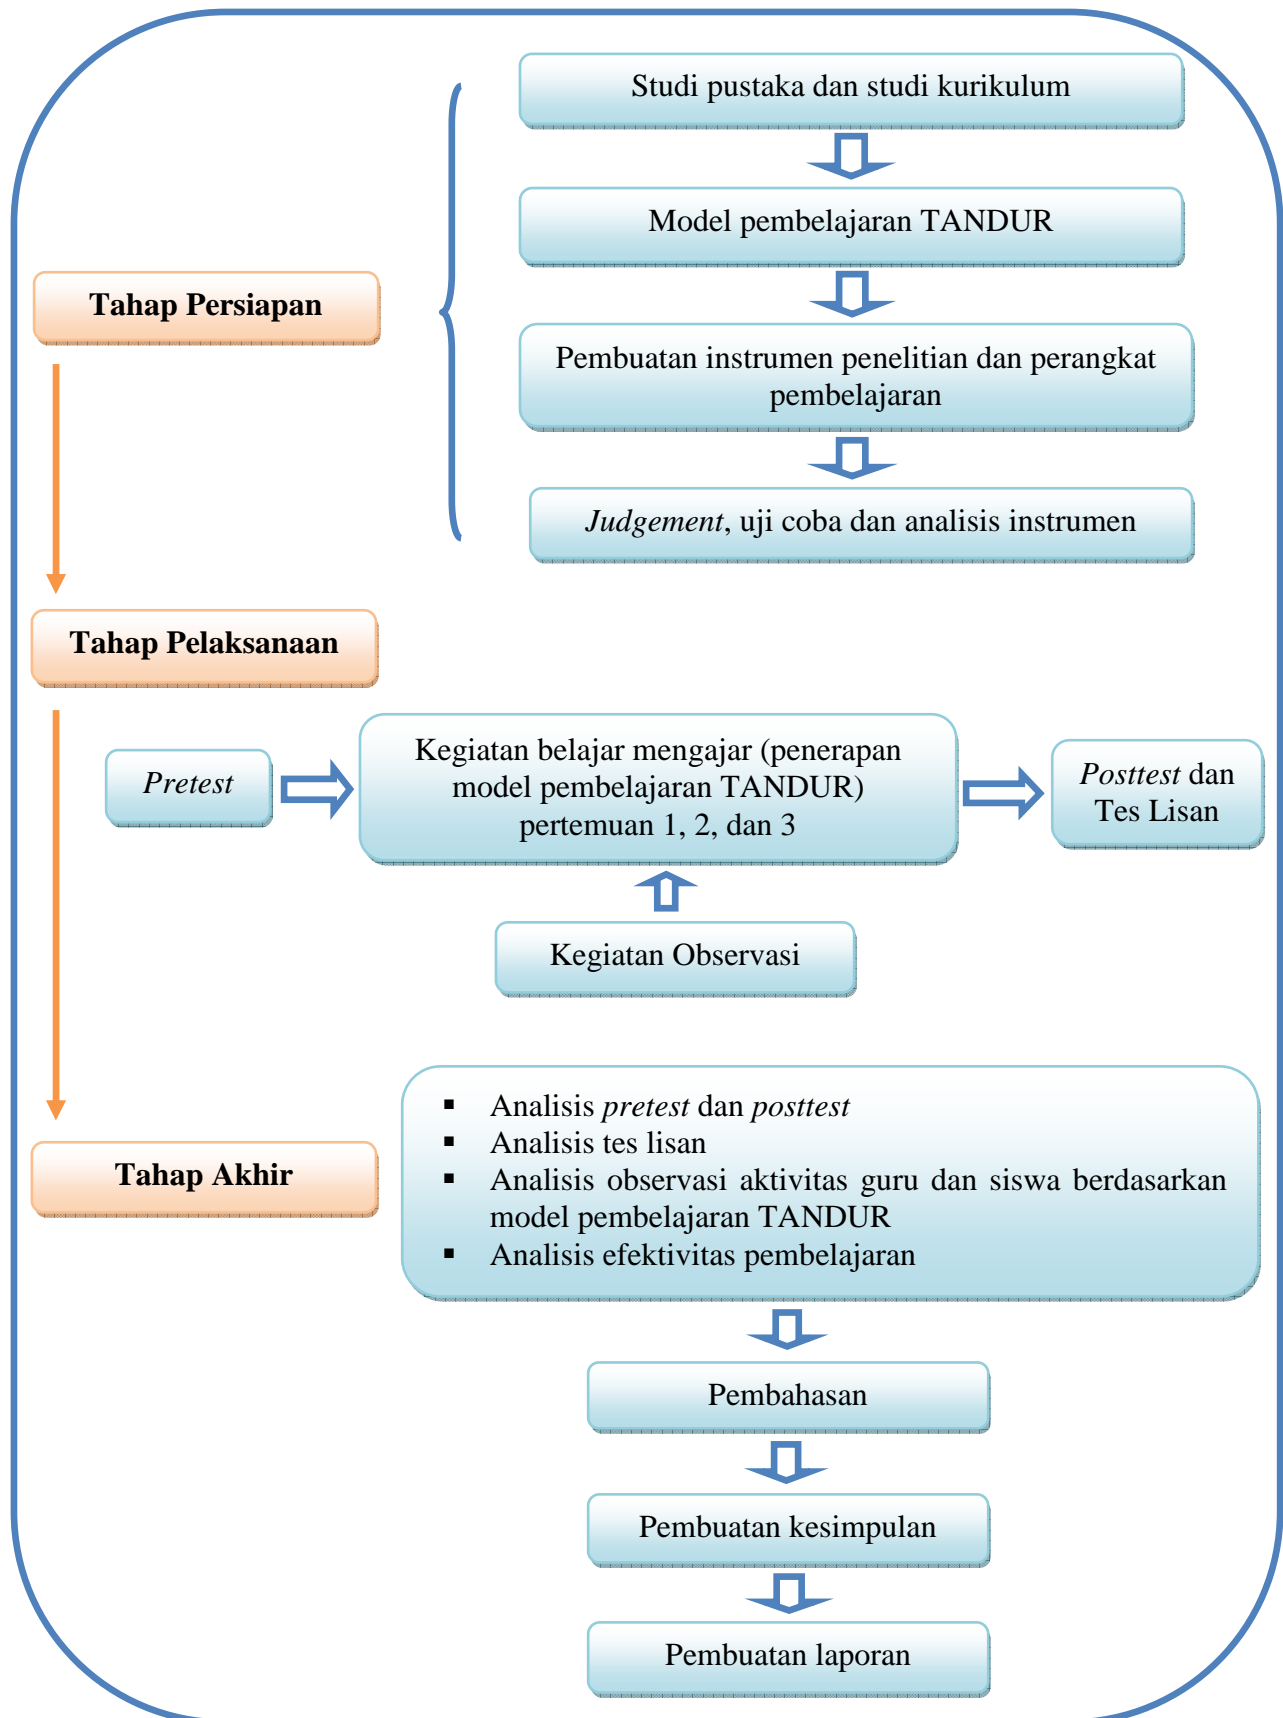 Studi pustaka dan studi kurikulum
Model pembelajaran TANDUR
Tahap Persiapan
Pembuatan instrumen penelitian dan perangkat
pembelajaran
Judgement, uji coba dan analisis instrumen
Tahap Pelaksanaan
Pretest
Kegiatan belajar mengajar (penerapan
model pembelajaran TANDUR)
pertemuan 1, 2, dan 3
Posttest dan
Tes Lisan
Kegiatan Observasi
Tahap Akhir
▪ Analisis pretest dan posttest
▪ Analisis tes lisan
▪ Analisis observasi aktivitas guru dan siswa berdasarkan
model pembelajaran TANDUR
▪ Analisis efektivitas pembelajaran
Pembahasan
Pembuatan kesimpulan
Pembuatan laporan